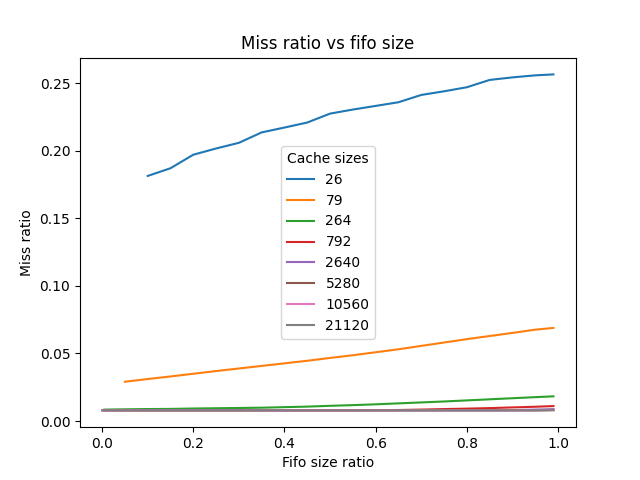 Miss ratio vs fifo size
0.25
0.20
0.15
0.10
0.05
0.00
Miss ratio
Cache sizes
26
79
264
792
2640
5280
10560
21120
0.0 0.2 0.4 0.6 0.8 1.0
Fifo size ratio